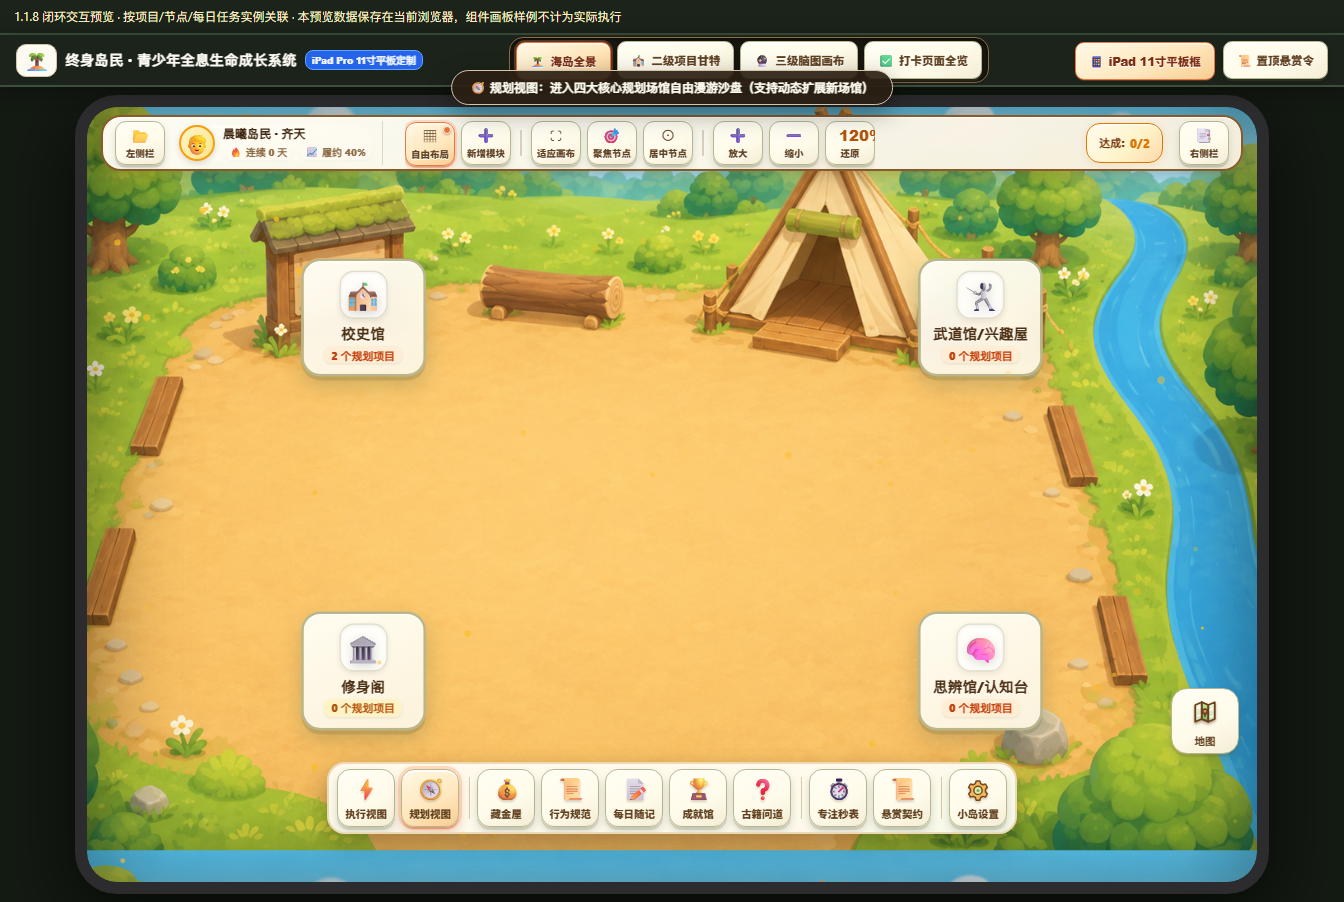 1.1.8 闭环交互预览 · 按项目/节点/每日任务实例关联 · 本预览数据保存在当前浏览器，组件画板样例不计为实际执行
终身岛民 · 青少年全息生命成长系统
iPad Pro 11寸平板定制
海岛全景
二级项目甘特
三级脑图画布
打卡页面全览
iPad 11寸平板框
置顶悬赏令
规划视图：进入四大核心规划场馆自由漫游沙盘（支持动态扩展新场馆）
左侧栏
晨曦岛民 · 齐天
连续 0 天
履约 40%
自由布局
新增模块
适应画布
聚焦节点
居中节点
放大
缩小
120%
还原
达成: 0/2
右侧栏
校史馆
2 个规划项目
武道馆/兴趣屋
0 个规划项目
修身阁
0 个规划项目
思辨馆/认知台
0 个规划项目
地图
执行视图
规划视图
藏金屋
行为规范
每日随记
成就馆
古籍问道
专注秒表
悬赏契约
小岛设置